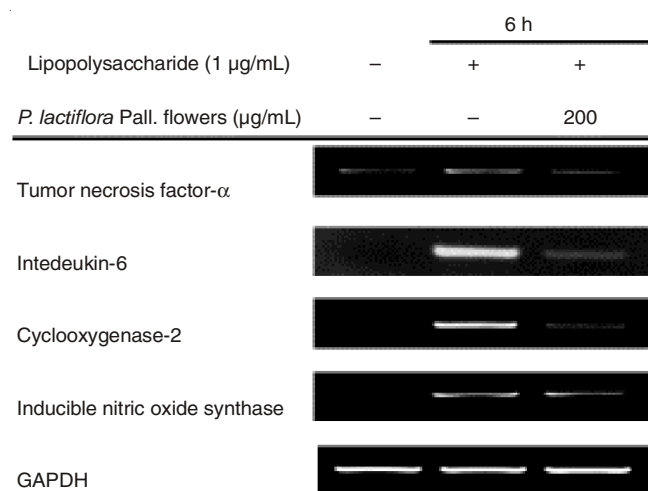 6 h
Lipopolysaccharide (1 µg/mL) – + +
P. lactiflora Pall. flowers (µg/mL) – – 200
Tumor necrosis factor-α
Intedeukin-6
Cyclooxygenase-2
Inducible nitric oxide synthase
GAPDH